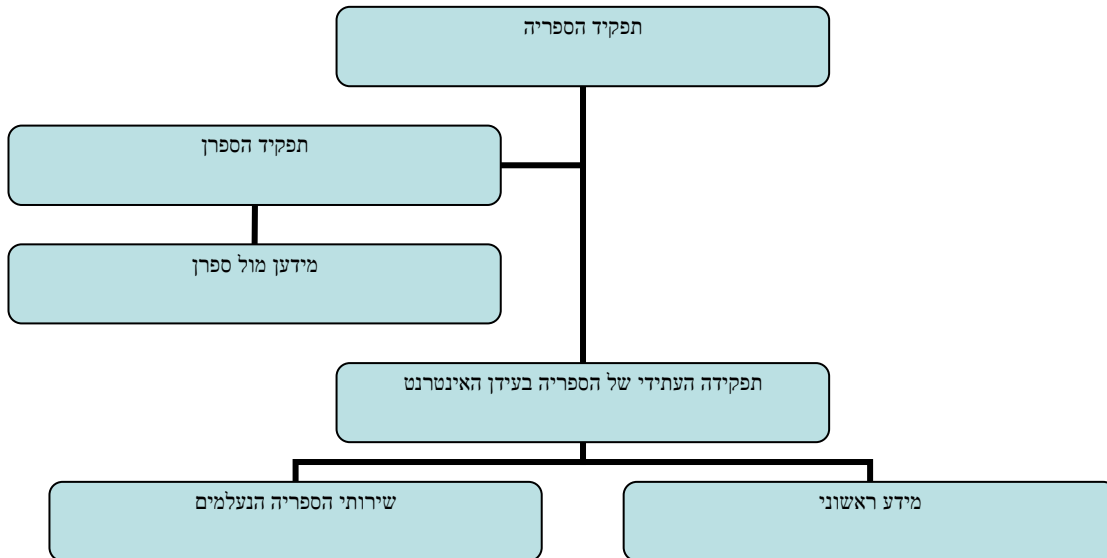 תפקיד הספריה
תפקיד הספרן
מידען מול ספרן
תפקידה העתידי של הספריה בעידן האינטרנט
מידע ראשוני
שירותי הספריה הנעלמים